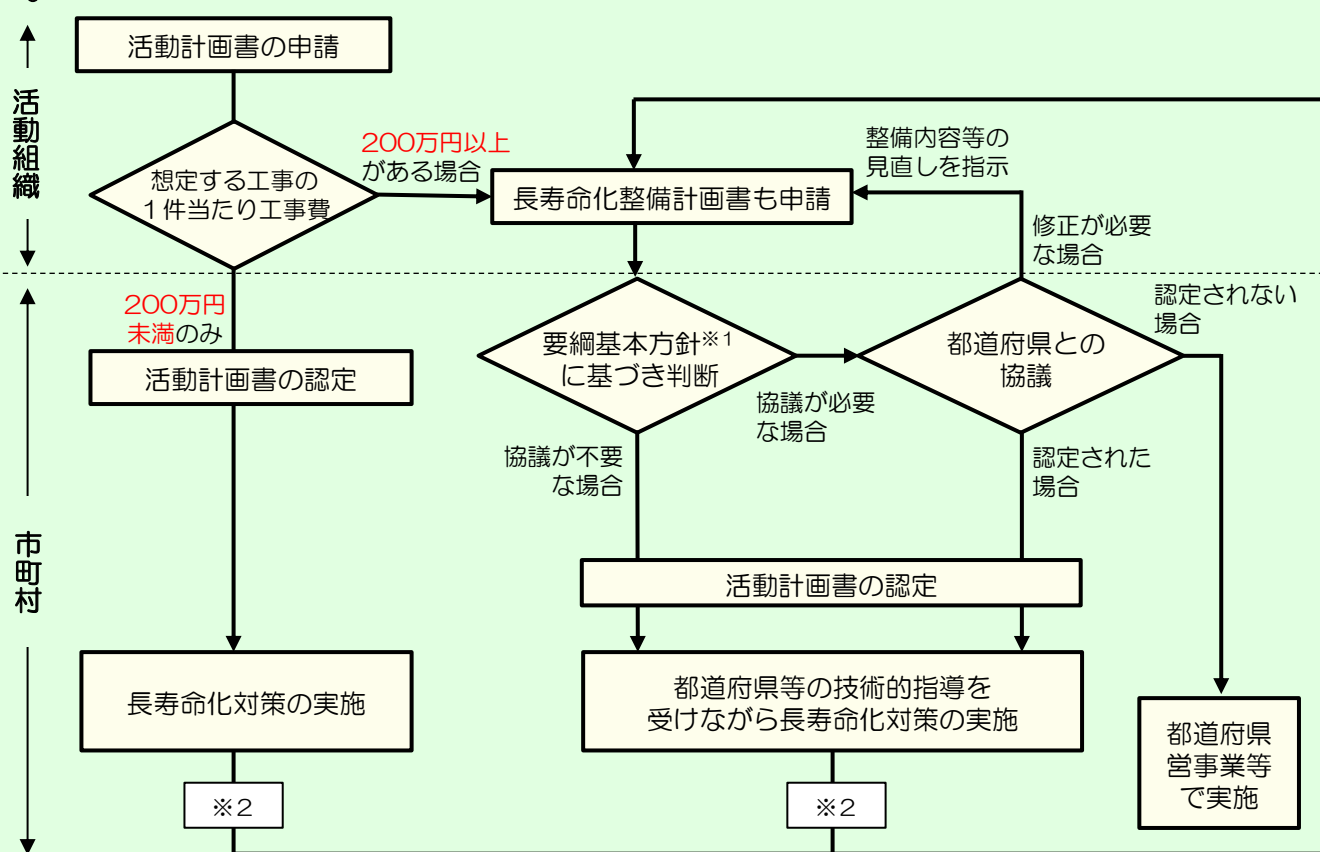 活動組織
活動計画書の申請
想定する工事の
1件当たり工事費
200万円以上
がある場合
長寿命化整備計画書も申請
整備内容等の
見直しを指示
修正が必要
な場合
市町村
200万円
未満のみ
活動計画書の認定
要綱基本方針※1
に基づき判断
協議が必要
な場合
都道府県との
協議
認定されない
場合
協議が不要
な場合
認定された
場合
活動計画書の認定
長寿命化対策の実施
都道府県等の技術的指導を
受けながら長寿命化対策の実施
都道府県
営事業等
で実施
※2
※2